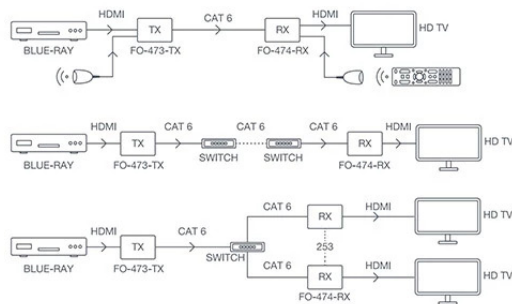 HDMI TX CAT 6 RX HDMI HD TV
BLUE-RAY FO-473-TX FO-474-RX
HDMI CAT 6 CAT 6 CAT 6 HDMI
TX RX HD TV
BLUE-RAY FO-473-TX SWITCH SWITCH FO-474-RX
CAT 6 RX HDMI HD TV
HDMI TX CAT 6 253
SWITCH
BLUE-RAY FO-473-TX CAT 6 RX HDMI HD TV
FO-474-RX